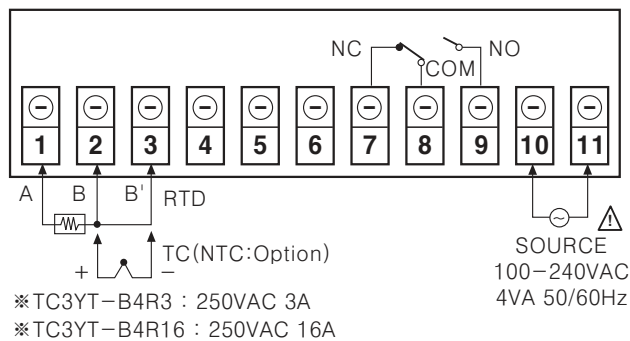 NC NO
COM
1 2 3 4 5 6 7 8 9 10 11
A B B' RTD
TC(NTC:Option)
+ −
SOURCE
100−240VAC
4VA 50/60Hz
※TC3YT−B4R3 : 250VAC 3A
※TC3YT−B4R16 : 250VAC 16A